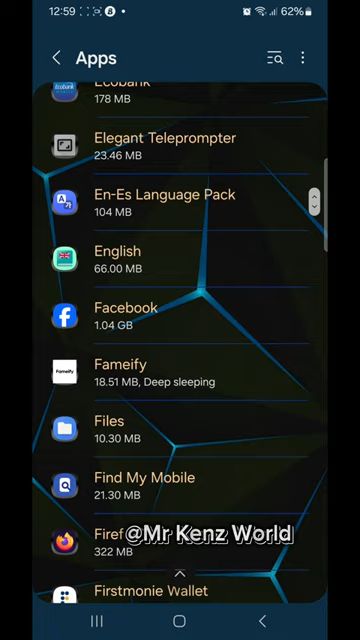 12:59
62%
Apps
Ecobank
178 MB
Elegant Teleprompter
23.46 MB
En-Es Language Pack
104 MB
English
66.00 MB
Facebook
1.04 GB
Fameify
Fameify
18.51 MB, Deep sleeping
Files
10.30 MB
Find My Mobile
21.30 MB
Firef
@Mr Kenz World
322 MB
Firstmonie Wallet